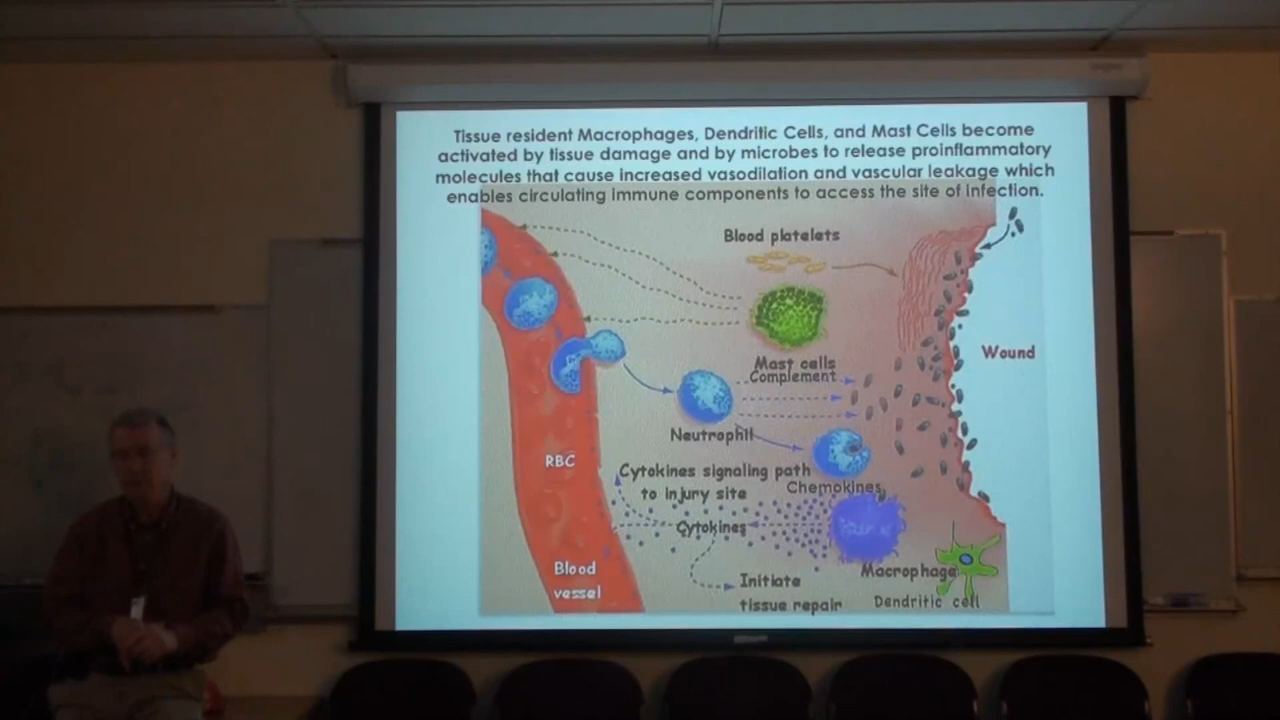 Tissue resident Macrophages, Dendritic Cells, and Mast Cells become
activated by tissue damage and by microbes to release proinflammatory
molecules that cause increased vasodilation and vascular leakage which
enables circulating immune components to access the site of infection.
Blood platelets
Wound
Mast cells
Complement
Neutrophil
RBC
Cytokines signaling path
to injury site
Chemokines
Cytokines
Blood
vessel
Macrophage
Initiate
tissue repair
Dendritic cell